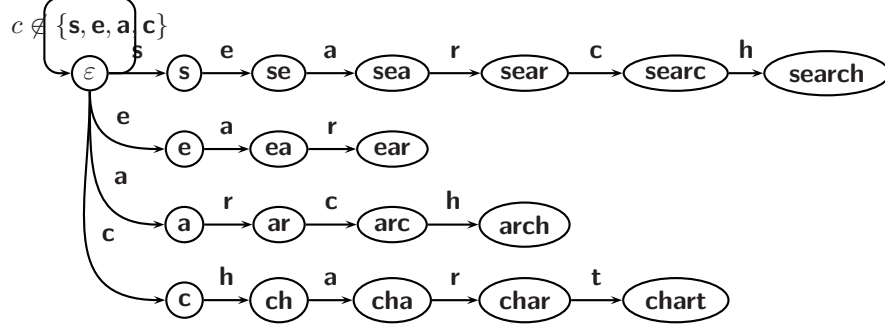 c ∉ {s, e, a, c}
s e a r c h
ε s se sea sear searc search
e a r
e ea ear
a r c h
a ar arc arch
c h a r t
c ch cha char chart